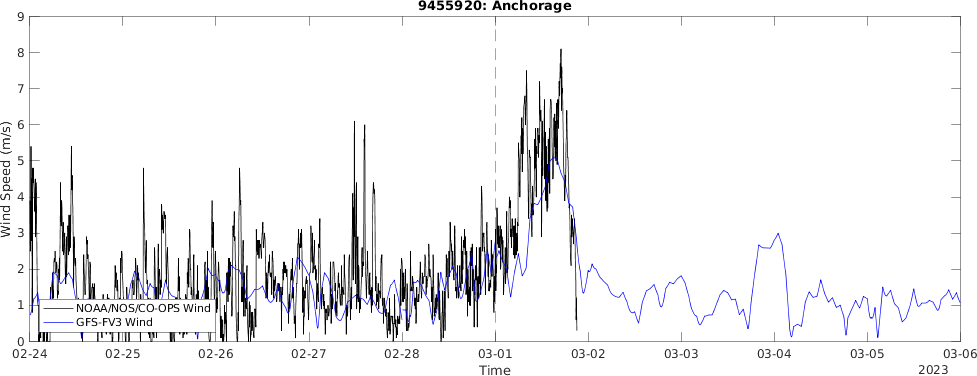 9455920: Anchorage
Wind Speed (m/s)
9
8
7
6
5
4
3
2
1
0
NOAA/NOS/CO-OPS Wind
GFS-FV3 Wind
02-24 02-25 02-26 02-27 02-28 03-01 03-02 03-03 03-04 03-05 03-06
Time
2023